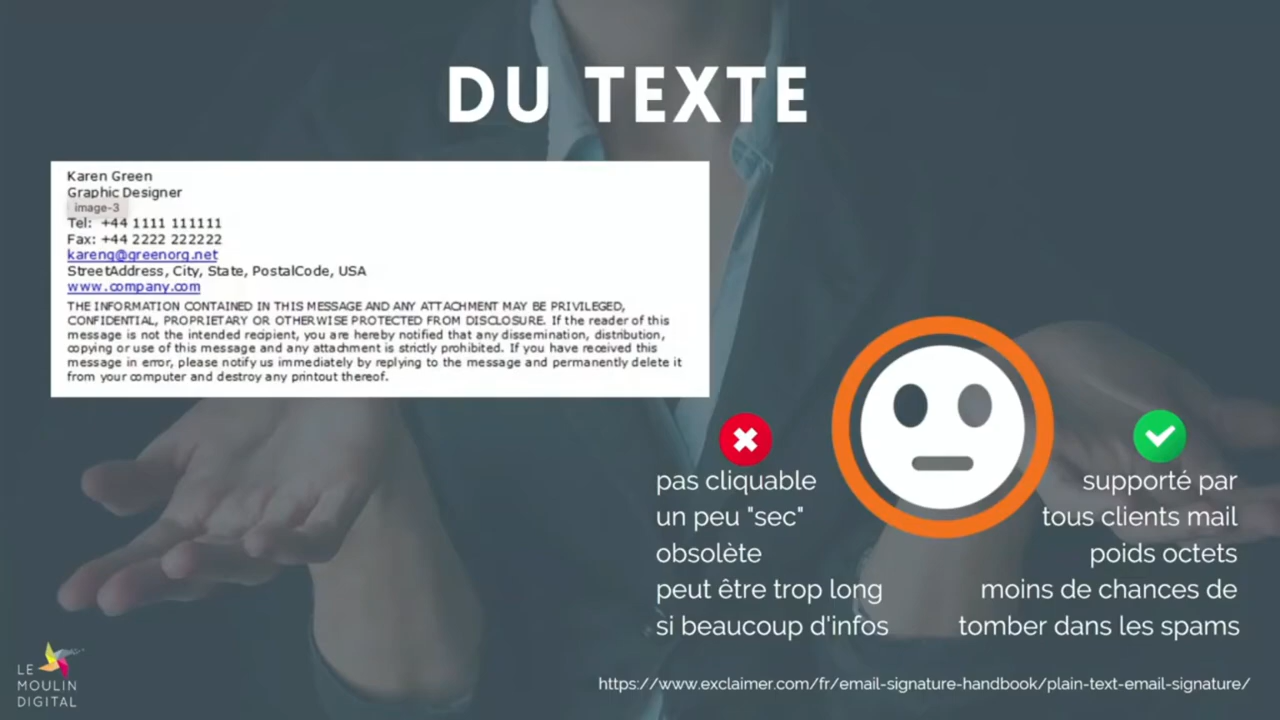 DU TEXTE
Karen Green
Graphic Designer
image-3
Tel: +44 1111 111111
Fax: +44 2222 222222
kareng@greenorg.net
StreetAddress, City, State, PostalCode, USA
www.company.com
THE INFORMATION CONTAINED IN THIS MESSAGE AND ANY ATTACHMENT MAY BE PRIVILEGED,
CONFIDENTIAL, PROPRIETARY OR OTHERWISE PROTECTED FROM DISCLOSURE. If the reader of this
message is not the intended recipient, you are hereby notified that any dissemination, distribution,
copying or use of this message and any attachment is strictly prohibited. If you have received this
message in error, please notify us immediately by replying to the message and permanently delete it
from your computer and destroy any printout thereof.
pas cliquable
un peu "sec"
obsolète
peut être trop long
si beaucoup d'infos
supporté par
tous clients mail
poids octets
moins de chances de
tomber dans les spams
LE
MOULIN
DIGITAL
https://www.exclaimer.com/fr/email-signature-handbook/plain-text-email-signature/